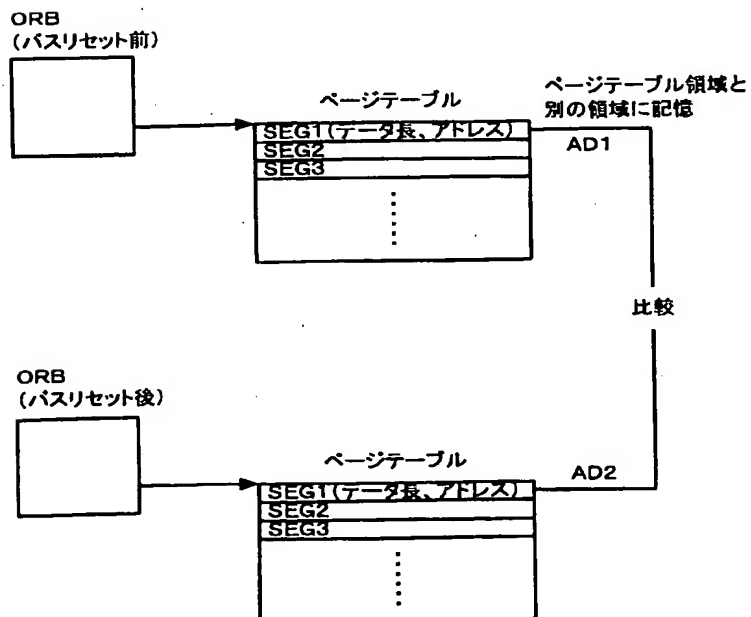 ORB
(バスリセット前)
ページテーブル
SEG1(データ長、アドレス)
SEG2
SEG3
ページテーブル領域と
別の領域に記憶
AD1
比較
ORB
(バスリセット後)
ページテーブル
SEG1(データ長、アドレス)
SEG2
SEG3
AD2